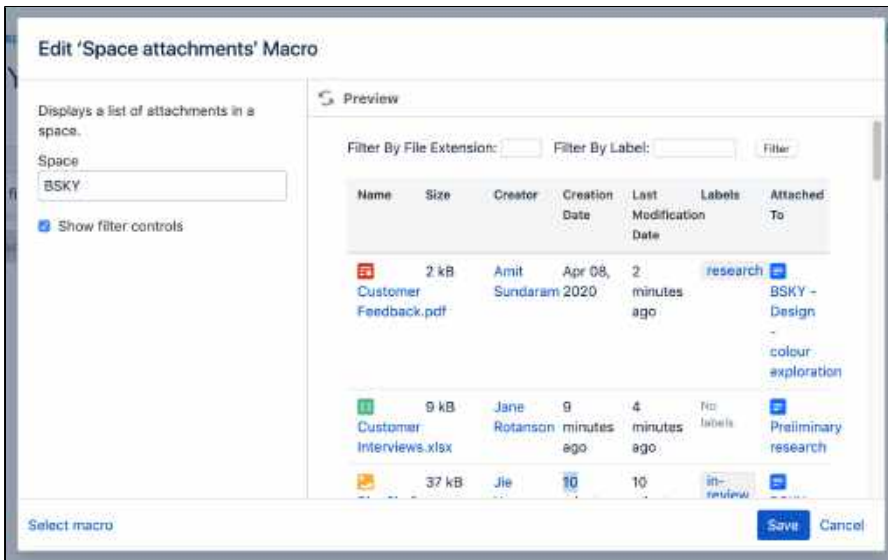 Edit 'Space attachments' Macro
Displays a list of attachments in a
space.
Space
BSKY
Show filter controls
Preview
Filter By File Extension:
Filter By Label:
Filter
Name Size Creator Creation Date Last Modification Date Labels Attached To
Customer Feedback.pdf 2 kB Amit Sundaram Apr 08, 2020 2 minutes ago research BSKY - Design - colour exploration
Customer Interviews.xlsx 9 kB Jane Rotanson 9 minutes ago 4 minutes ago No labels Preliminary research
37 kB Jie 10 10 in-review
Select macro
Save
Cancel